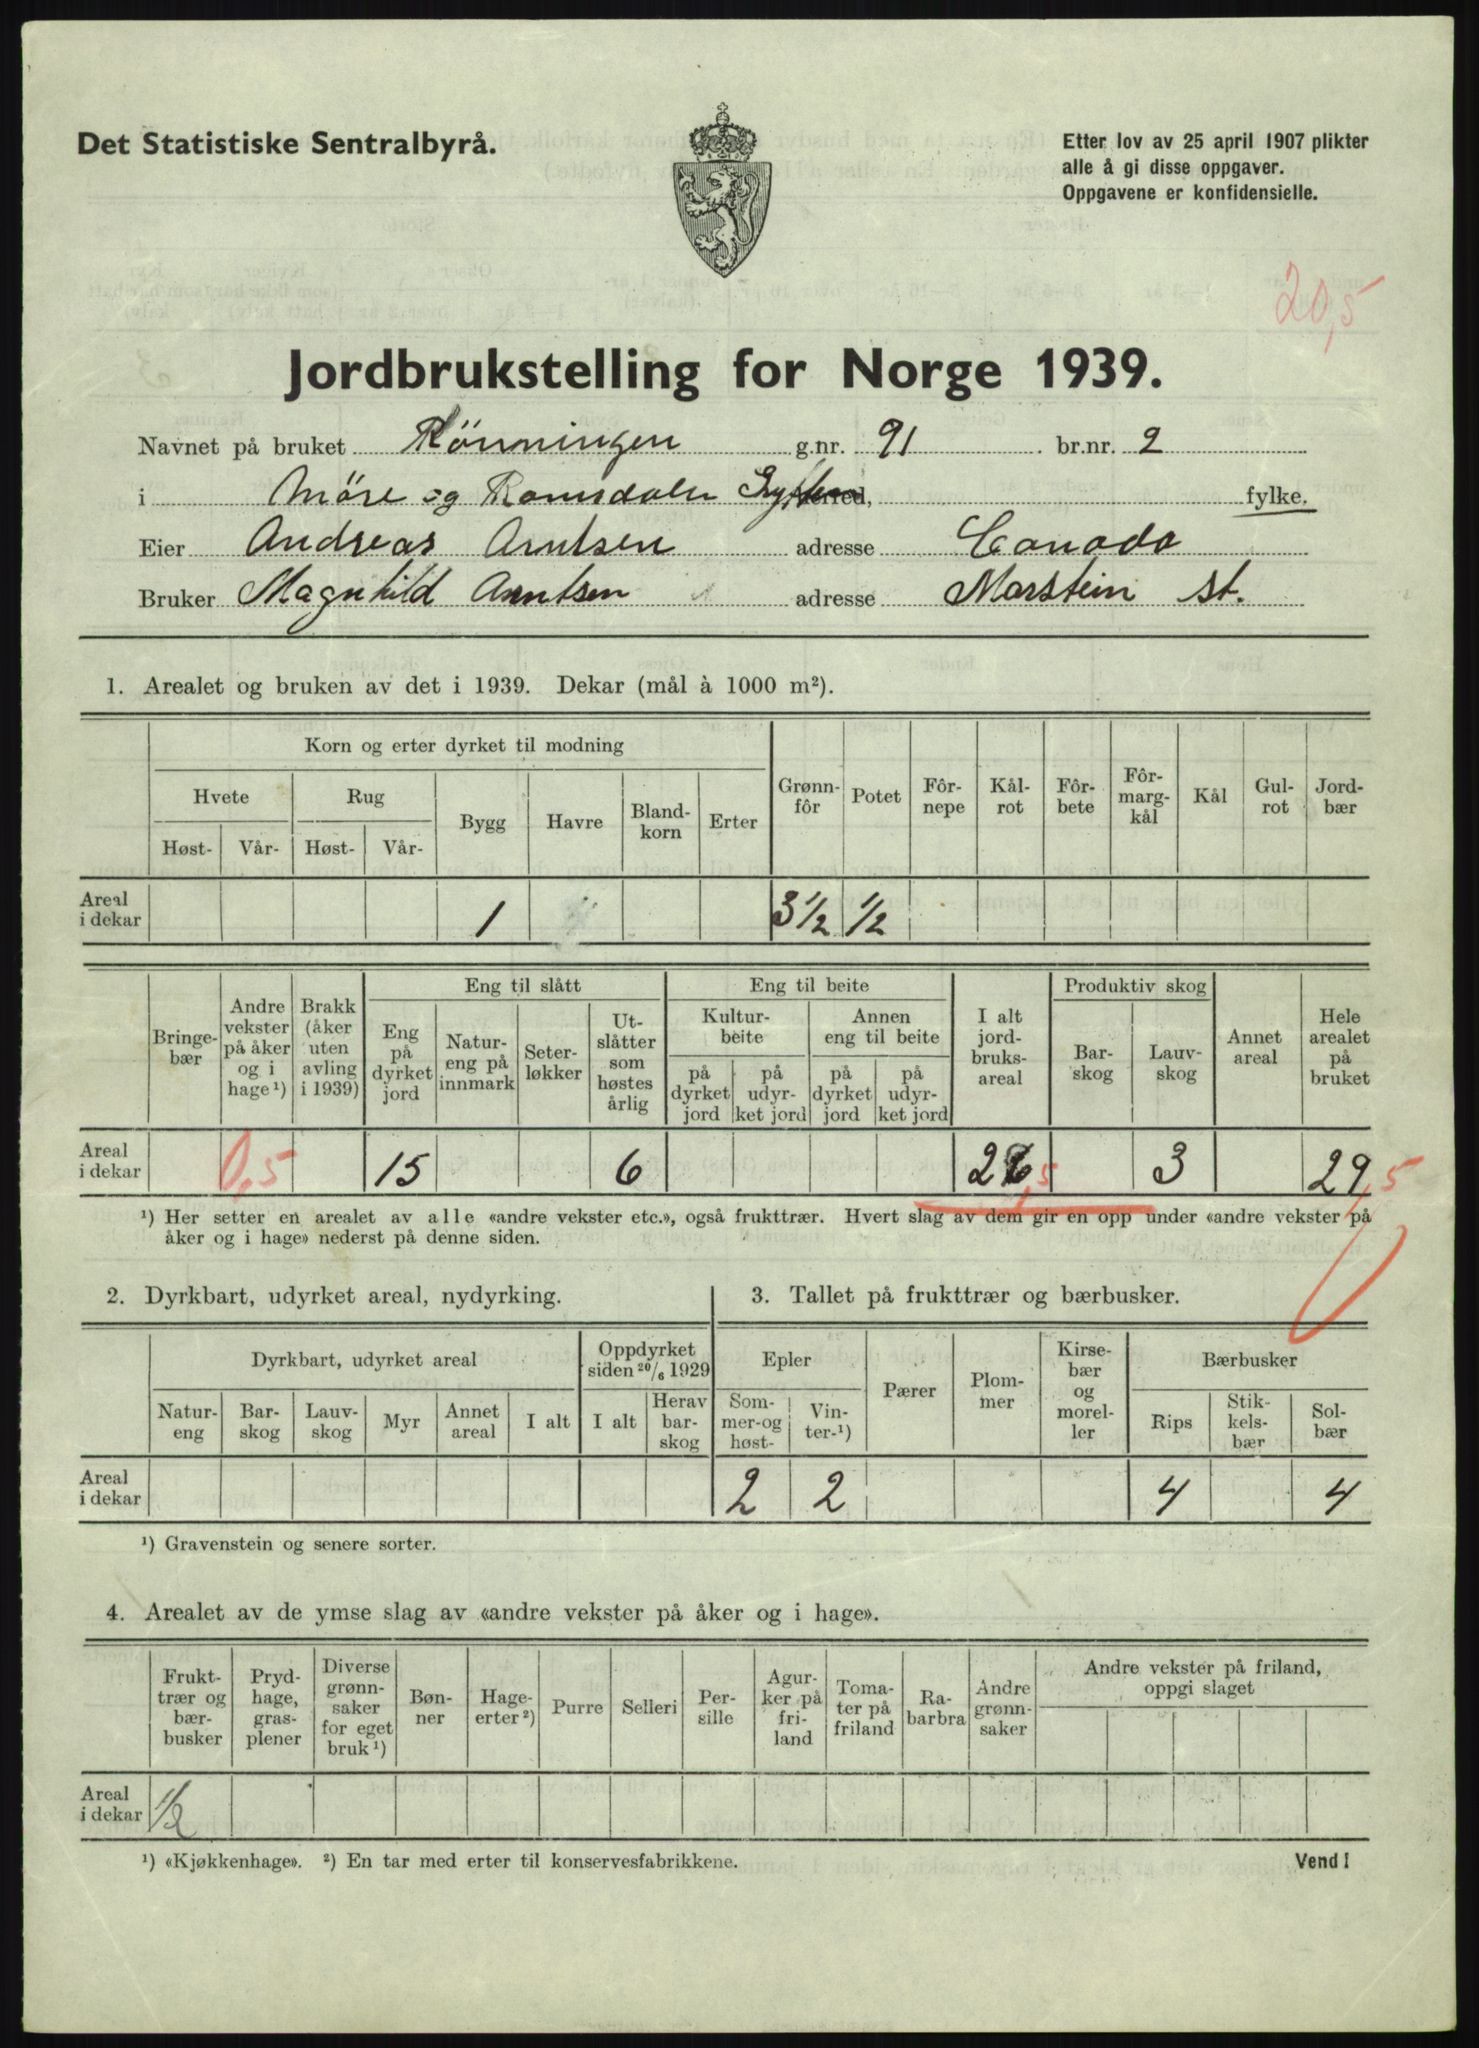 Det Statistiske Sentralbyrå.
Etter lov av 25 april 1907 plikter
alle å gi disse oppgaver.
Oppgavene er konfidensielle.
20,5
Jordbrukstelling for Norge 1939.
Navnet på bruket Rönningen g.nr. 91 br.nr. 2
i Möre og Romsdalen herred, fylke.
Eier Andreas Arntsen adresse Canada
Bruker Magnhild Arntsen adresse Marstein st.
1. Arealet og bruken av det i 1939. Dekar (mål à 1000 m²).
Korn og erter dyrket til modning
Hvete Rug Bygg Havre Bland-korn Erter Grønn-fôr Potet Fôr-nepe Kål-rot Fôr-bete Fôr-marg-kål Kål Gul-rot Jord-bær
Høst- Vår- Høst- Vår-
Areal i dekar 1 3 1/2 1/2
Bringe-bær Andre vekster på åker og i hage¹) Brakk (åker uten avling i 1939) Eng til slått Eng til beite I alt jord-bruks-areal Produktiv skog Annet areal Hele arealet på bruket
Eng på dyrket jord Natur-eng på innmark Seter-løkker Ut-slåtter som høstes årlig Kultur-beite Annen eng til beite Bar-skog Lauv-skog
på dyrket jord på udyr-ket jord på dyrket jord på udyr-ket jord
Areal i dekar 0,5 15 6 26,5 3 29,5
¹) Her setter en arealet av alle «andre vekster etc.», også frukttrær. Hvert slag av dem gir en opp under «andre vekster på
åker og i hage» nederst på denne siden.
2. Dyrkbart, udyrket areal, nydyrking.
3. Tallet på frukttrær og bærbusker.
Dyrkbart, udyrket areal Oppdyrket siden 20/6 1929 Epler Pærer Plom-mer Kirse-bær og morel-ler Bærbusker
Natur-eng Bar-skog Lauv-skog Myr Annet areal I alt I alt Herav bar-skog Som-mer-og høst- Vin-ter-¹) Rips Stik-kels-bær Sol-bær
Areal i dekar 2 2 4 4
¹) Gravenstein og senere sorter.
4. Arealet av de ymse slag av «andre vekster på åker og i hage».
Frukt-trær og bær-busker Pryd-hage, gras-plener Diverse grønn-saker for eget bruk¹) Bøn-ner Hage-erter²) Purre Selleri Per-sille Agur-ker på fri-land Toma-ter på friland Ra-barbra Andre grønn-saker Andre vekster på friland, oppgi slaget
Areal i dekar 1/2
¹) «Kjøkkenhage». ²) En tar med erter til konservesfabrikkene.
Vend!